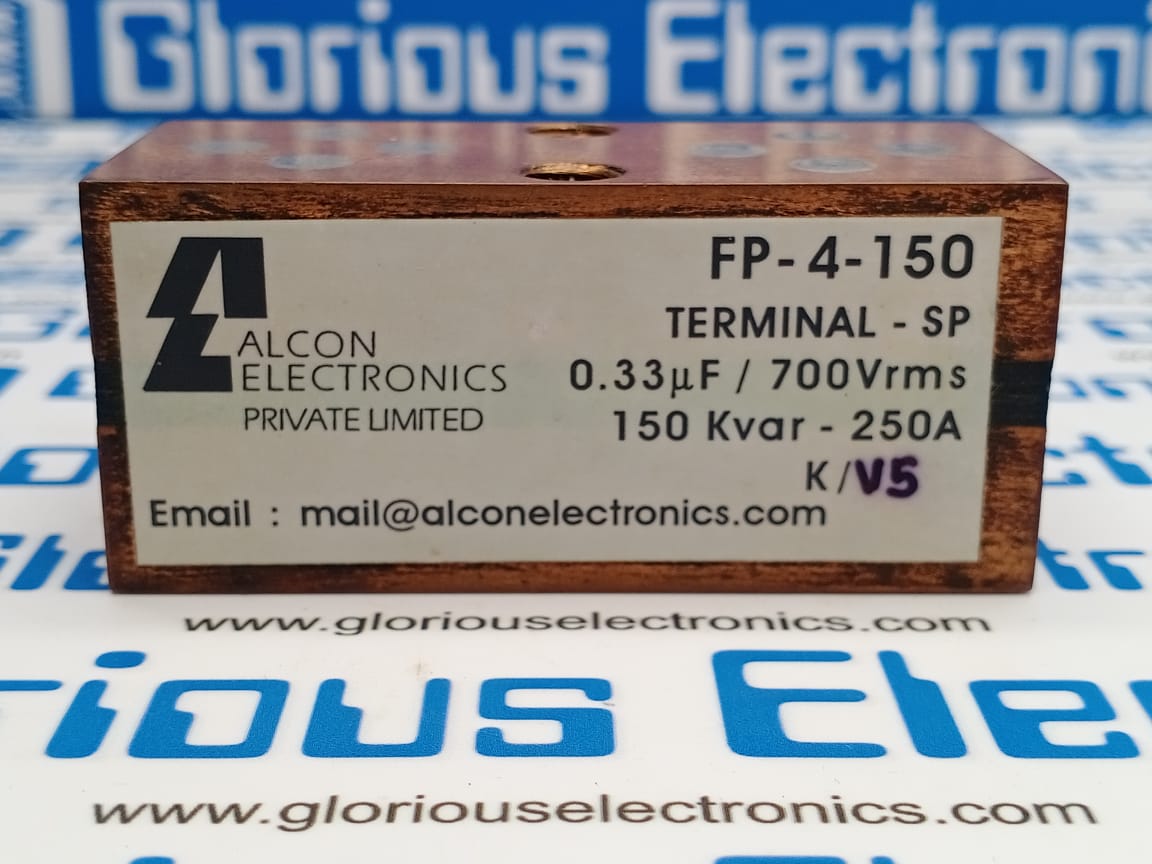 Glorious Electroni
ALCON
ELECTRONICS
PRIVATE LIMITED
FP-4-150
TERMINAL - SP
0.33µF / 700Vrms
150 Kvar - 250A
K/V5
Email : mail@alconelectronics.com
www.gloriouselectronics.com
rious Ele
www.gloriouselectronics.com